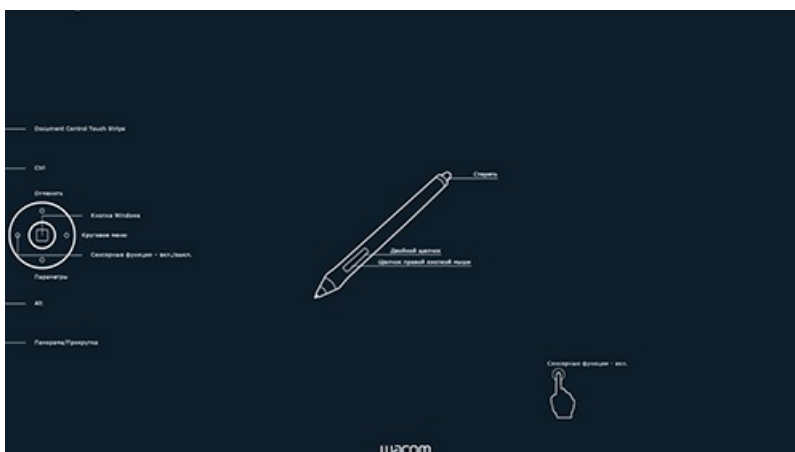 Document Control Touch Strips
Ctrl
Отменить
Кнопка Windows
Круговое меню
Сенсорные функции - вкл./выкл.
Параметры
Alt
Панорама/Прокрутка
Стереть
Двойной щелчок
Щелчок правой кнопкой мыши
Сенсорные функции - вкл.
wacom